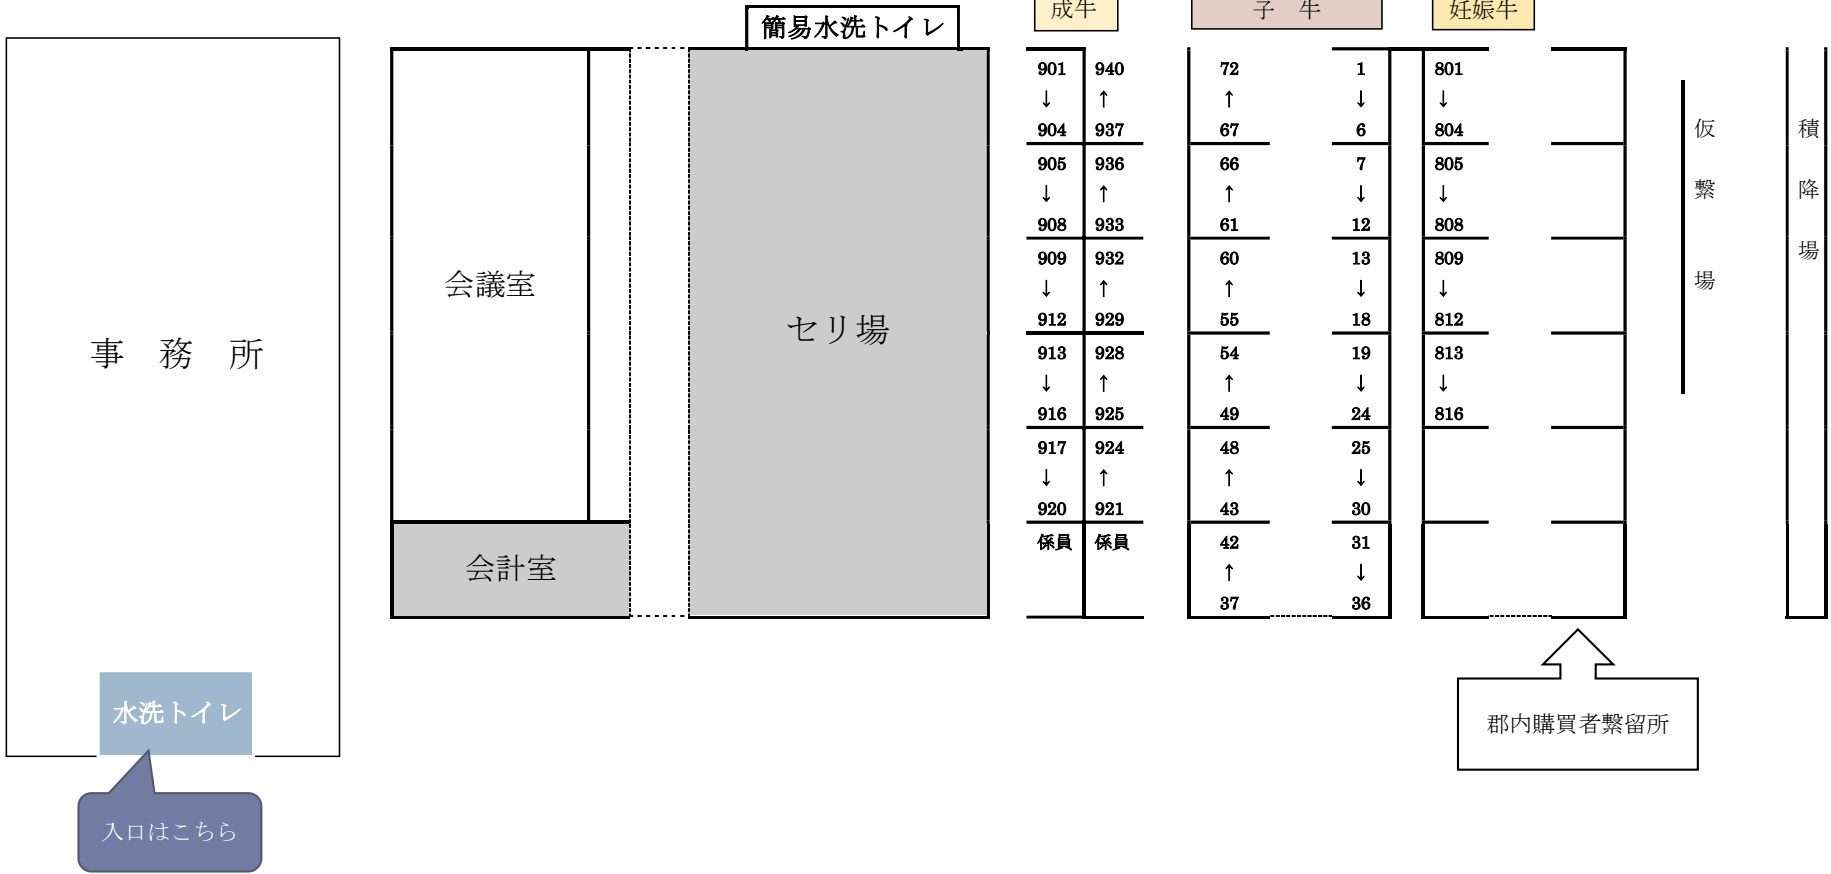 成牛
子 牛
妊娠牛
簡易水洗トイレ
事 務 所
会議室
会計室
セリ場
901 940 72 1 801
↓ ↑ ↑ ↓ ↓
904 937 67 6 804
905 936 66 7 805
↓ ↑ ↑ ↓ ↓
908 933 61 12 808
909 932 60 13 809
↓ ↑ ↑ ↓ ↓
912 929 55 18 812
913 928 54 19 813
↓ ↑ ↑ ↓ ↓
916 925 49 24 816
917 924 48 25
↓ ↑ ↑ ↓
920 921 43 30
係員 係員 42 31
↑ ↓
37 36
仮繋場
積降場
水洗トイレ
入口はこちら
郡内購買者繋留所